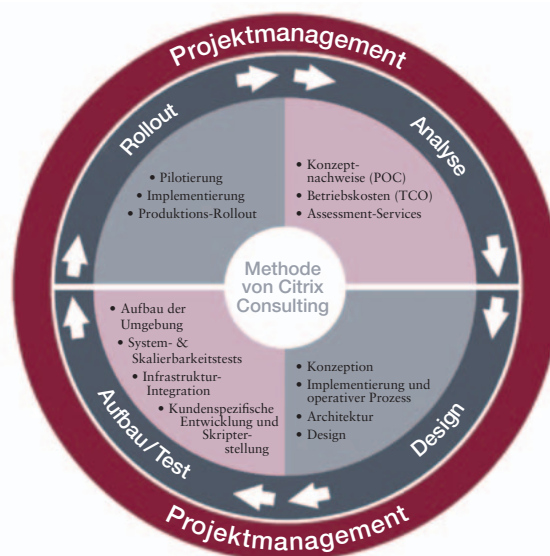 Projektmanagement
Rollout
Analyse
• Pilotierung
• Implementierung
• Produktions-Rollout
• Konzept-
nachweise (POC)
• Betriebskosten (TCO)
• Assessment-Services
Methode
von Citrix
Consulting
• Aufbau der
Umgebung
• System- &
Skalierbarkeitstests
• Infrastruktur-
Integration
• Kundenspezifische
Entwicklung und
Skripter-
stellung
• Konzeption
• Implementierung und
operativer Prozess
• Architektur
• Design
Aufbau/Test
Design
Projektmanagement